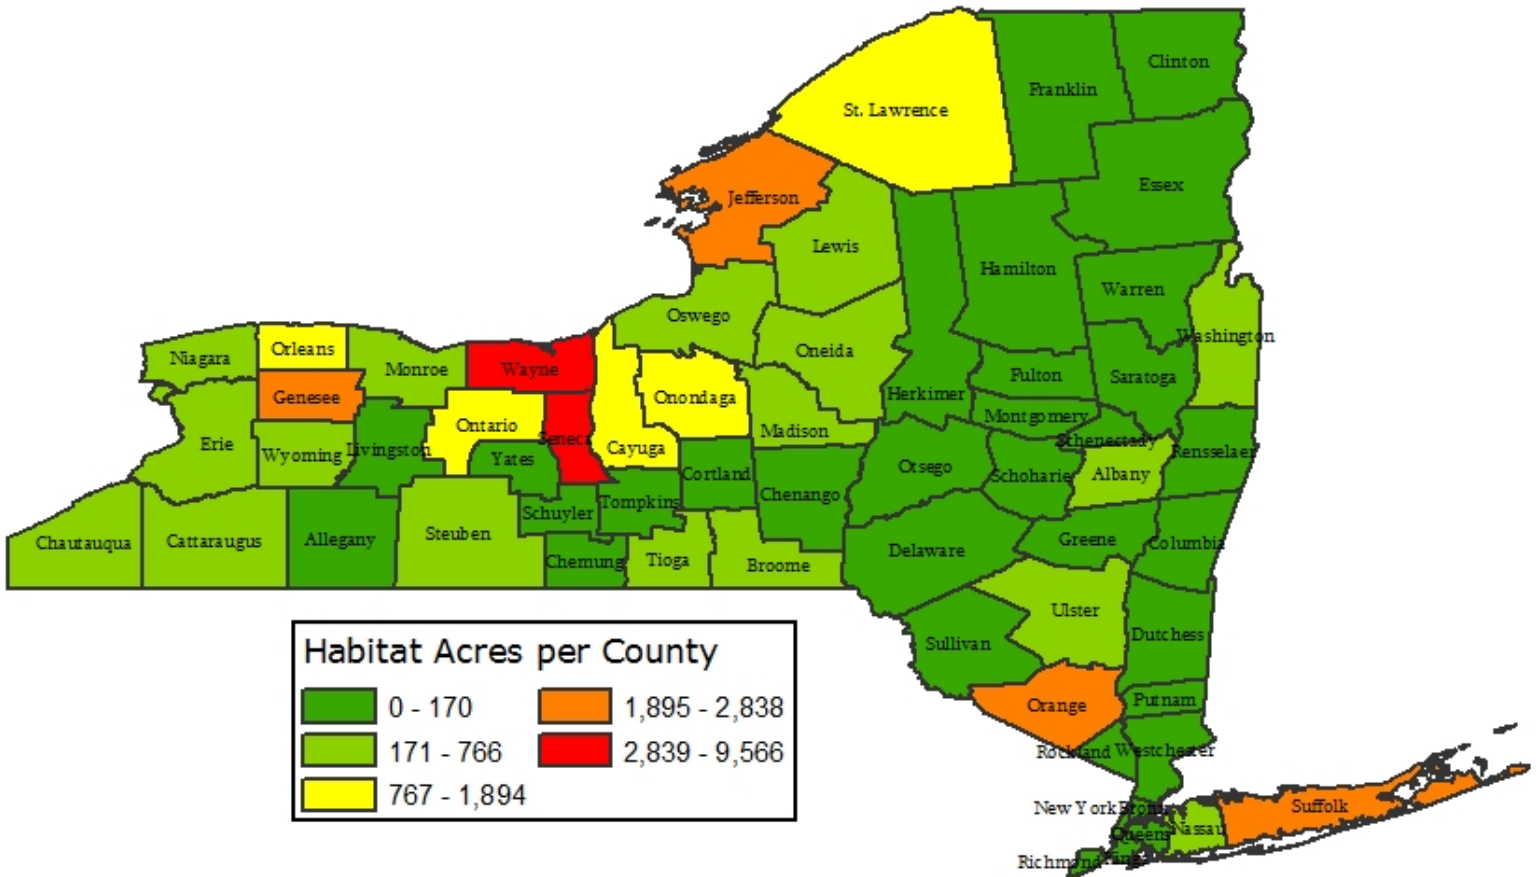 Clinton
Franklin
St. Lawrence
Essex
Jefferson
Lewis
Hamilton
Warren
Oswego
Washington
Niagara
Orleans
Oneida
Monroe
Wayne
Fulton
Saratoga
Genesee
Onondaga
Herkimer
Montgomery
Ontario
Madison
Schenectady
Erie
Seneca
Cayuga
Livingston
Wyoming
Rensselaer
Yates
Otsego
Cortland
Schoharie
Albany
Chenango
Tompkins
Schuyler
Steuben
Chautauqua
Cattaraugus
Allegany
Greene
Columbia
Delaware
Chemung
Tioga
Broome
Ulster
Dutchess
Sullivan
Putnam
Orange
Rockland
Westchester
New York
Bronx
Suffolk
Nassau
Queens
Richmond
Habitat Acres per County
0 - 170
1,895 - 2,838
171 - 766
2,839 - 9,566
767 - 1,894